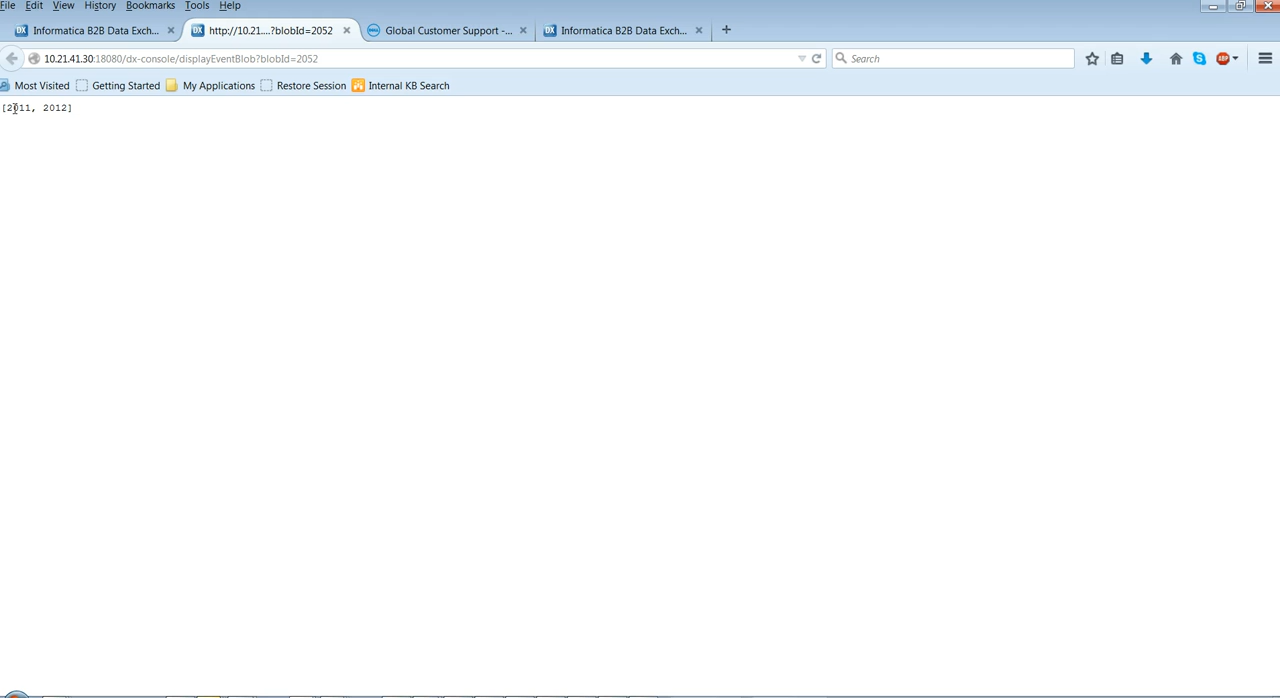 File Edit View History Bookmarks Tools Help
Informatica B2B Data Exch... http://10.21....?blobId=2052 Global Customer Support -... Informatica B2B Data Exch...
10.21.41.30:18080/dx-console/displayEventBlob?blobId=2052 Search ABP
Most Visited Getting Started My Applications Restore Session Internal KB Search
[2011, 2012]